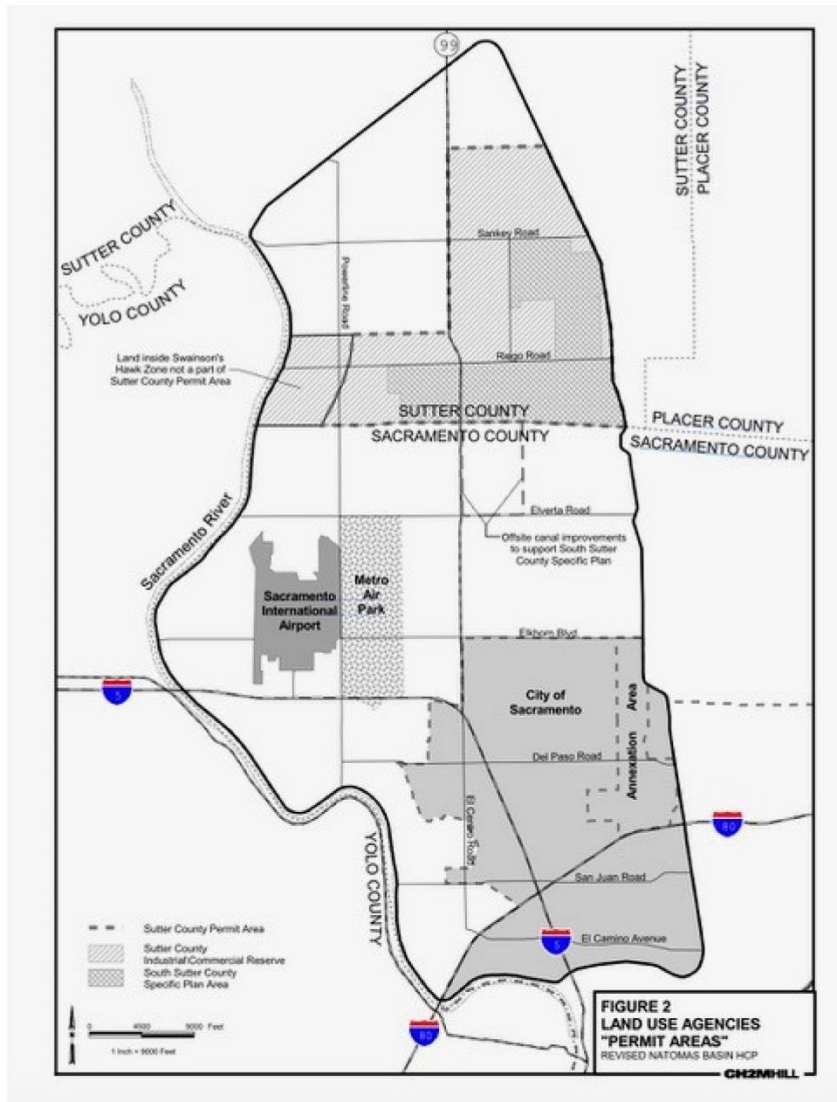 99
SUTTER COUNTY
PLACER COUNTY
Sankey Road
SUTTER COUNTY
YOLO COUNTY
Powerline Road
Land inside Swainson's
Hawk Zone not a part of
Sutter County Permit Area
Riego Road
SUTTER COUNTY
SACRAMENTO COUNTY
PLACER COUNTY
SACRAMENTO COUNTY
Sacramento River
Elverta Road
Offsite canal improvements
to support South Sutter
County Specific Plan
Sacramento
International
Airport
Metro
Air
Park
Elkhorn Blvd
5
City of
Sacramento
Annexation Area
Del Paso Road
El Centro Road
80
YOLO COUNTY
San Juan Road
El Camino Avenue
5
80
Sutter County Permit Area
Sutter County
Industrial/Commercial Reserve
South Sutter County
Specific Plan Area
0 4500 9000 Feet
1 Inch = 9000 Feet
FIGURE 2
LAND USE AGENCIES
"PERMIT AREAS"
REVISED NATOMAS BASIN HCP
CH2MHILL